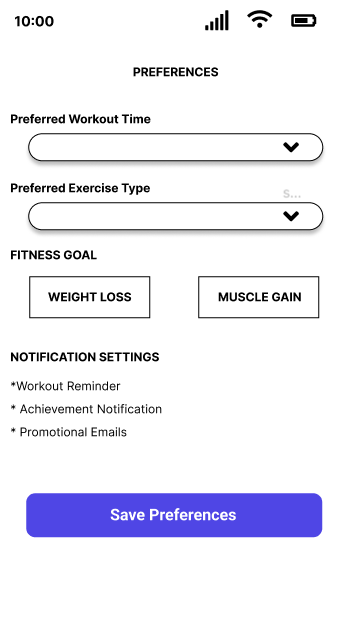 10:00
PREFERENCES
Preferred Workout Time
Preferred Exercise Type
S...
FITNESS GOAL
WEIGHT LOSS MUSCLE GAIN
NOTIFICATION SETTINGS
*Workout Reminder
* Achievement Notification
* Promotional Emails
Save Preferences